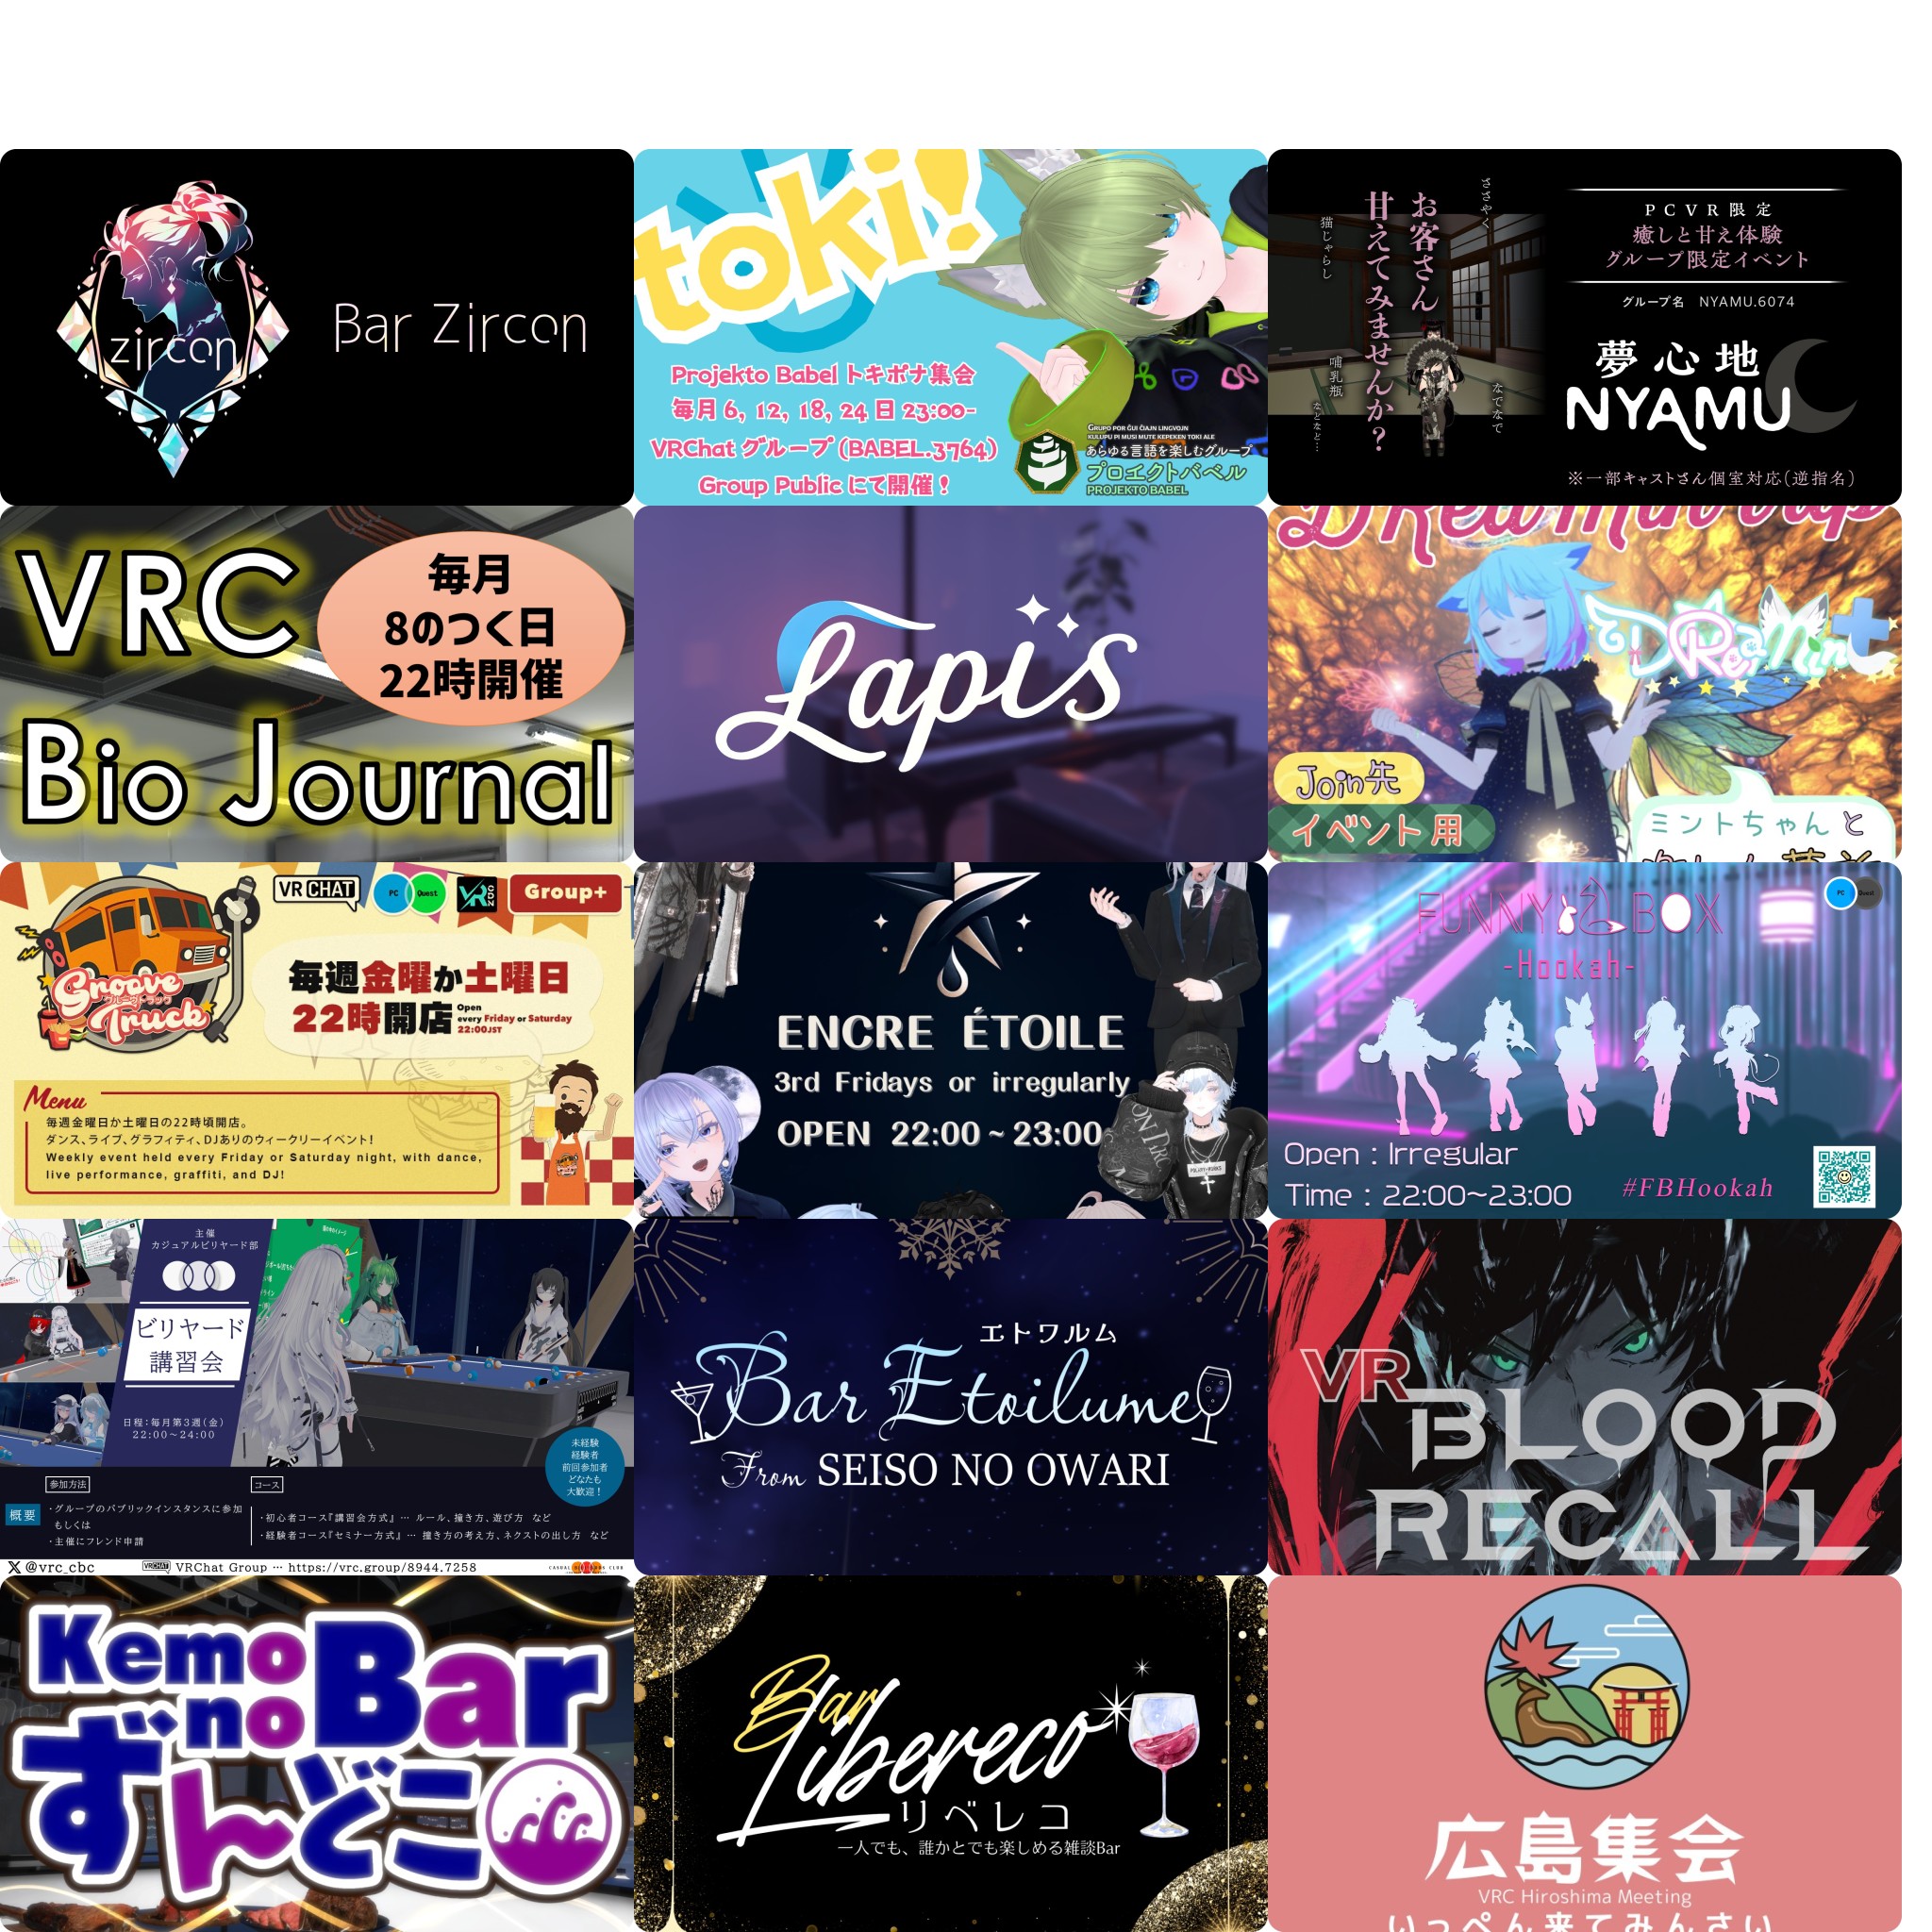 zircon
Bar Zircon
toki!
Projekto Babel トキポナ集会
毎月 6, 12, 18, 24 日 23:00-
VRChat グループ (BABEL.3764)
Group Public にて開催！
GRUPO POR ĜUI ĈIAJN LINGVOJN
KULUPU PI MUSI MUTE KEPEKEN TOKI ALE
あらゆる言語を楽しむグループ
プロエクトバベル
PROJEKTO BABEL
ささやく
お客さん
甘えてみませんか？
猫じゃらし
哺乳瓶
などなど…
なでなで
PCVR限定
癒しと甘え体験
グループ限定イベント
グループ名 NYAMU.6074
夢心地
NYAMU
※一部キャストさん個室対応(逆指名)
VRC
Bio Journal
毎月
8のつく日
22時開催
Lapis
DReaMint
Join先
イベント用
ミントちゃんと
Groove
グルーヴトラック
Truck
VRCHAT
PC
Quest
Group+
毎週金曜か土曜日
22時開店
Open
every Friday or Saturday
22:00JST
Menu
毎週金曜日か土曜日の22時頃開店。
ダンス、ライブ、グラフィティ、DJありのウィークリーイベント!
Weekly event held every Friday or Saturday night, with dance,
live performance, graffiti, and DJ!
ENCRE ÉTOILE
3rd Fridays or irregularly
OPEN 22:00 ~ 23:00
FUNNY BOX
-Hookah-
PC
Quest
Open : Irregular
Time : 22:00~23:00
#FBHookah
主催
カジュアルビリヤード部
ビリヤード
講習会
日程：毎月第3週(金)
22:00～24:00
未経験
経験者
前回参加者
どなたも
大歓迎！
概要
参加方法
・グループのパブリックインスタンスに参加
もしくは
・主催にフレンド申請
コース
・初心者コース『講習会方式』 … ルール、撞き方、遊び方 など
・経験者コース『セミナー方式』 … 撞き方の考え方、ネクストの出し方 など
X @vrc_cbc
VRCHAT
VRChat Group … https://vrc.group/8944.7258
エトワルム
Bar Etoilume
From SEISO NO OWARI
VR
BLOOD
RECALL
Kemo
no
Bar
ずんどこ
Bar
Libereco
リベレコ
一人でも、誰かとでも楽しめる雑談Bar
広島集会
VRC Hiroshima Meeting
いっぺん来てみんさい